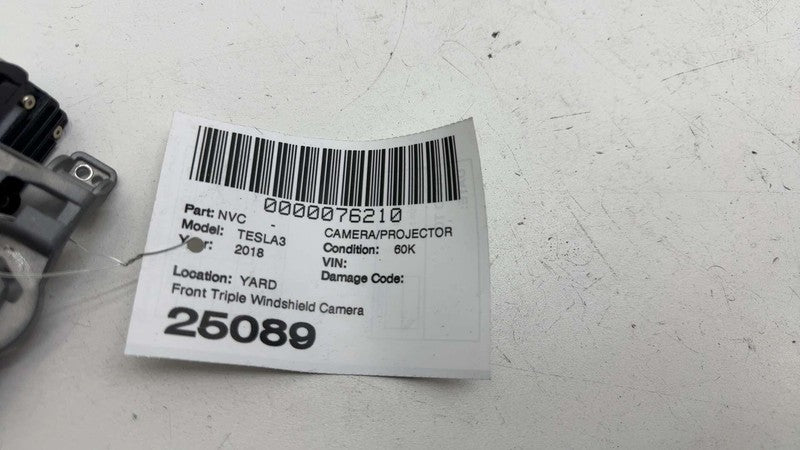 0000076210
Part: NVC - CAMERA/PROJECTOR
Model: TESLA3 Condition: 60K
Year: 2018 VIN:
Location: YARD Damage Code:
Front Triple Windshield Camera
25089